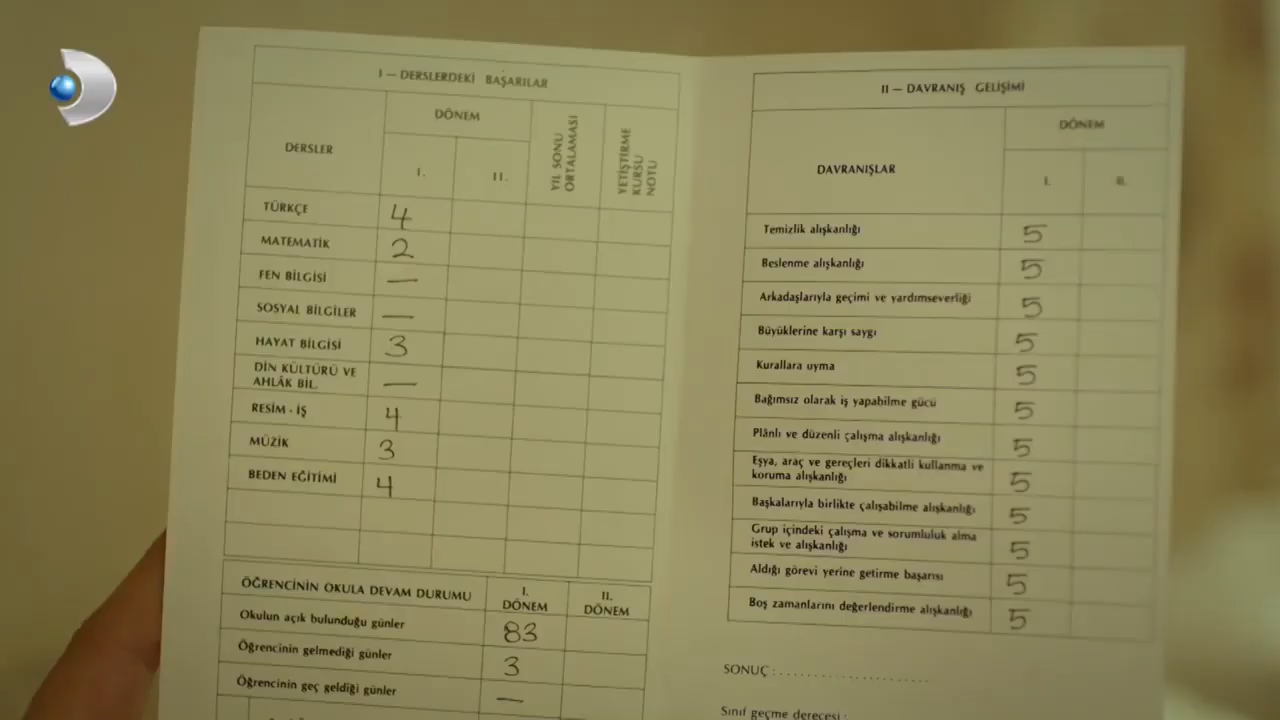 I — DERSLERDEKİ BAŞARILAR
DERSLER
DÖNEM
I.
II.
YIL SONU
ORTALAMASI
YETİŞTİRME
KURSU
NOTU
TÜRKÇE 4
MATEMATİK 2
FEN BİLGİSİ —
SOSYAL BİLGİLER —
HAYAT BİLGİSİ 3
DİN KÜLTÜRÜ VE
AHLÂK BİL. —
RESİM - İŞ 4
MÜZİK 3
BEDEN EĞİTİMİ 4
ÖĞRENCİNİN OKULA DEVAM DURUMU
I.
DÖNEM
II.
DÖNEM
Okulun açık bulunduğu günler 83
Öğrencinin gelmediği günler 3
Öğrencinin geç geldiği günler —
II — DAVRANIŞ GELİŞİMİ
DAVRANIŞLAR
DÖNEM
I.
II.
Temizlik alışkanlığı 5
Beslenme alışkanlığı 5
Arkadaşlarıyla geçimi ve yardımseverliği 5
Büyüklerine karşı saygı 5
Kurallara uyma 5
Bağımsız olarak iş yapabilme gücü 5
Plânlı ve düzenli çalışma alışkanlığı 5
Eşya, araç ve gereçleri dikkatli kullanma ve
koruma alışkanlığı 5
Başkalarıyla birlikte çalışabilme alışkanlığı 5
Grup içindeki çalışma ve sorumluluk alma
istek ve alışkanlığı 5
Aldığı görevi yerine getirme başarısı 5
Boş zamanlarını değerlendirme alışkanlığı 5
SONUÇ : . . . . . . . . . . . . . . . . . . . . . . .
Sınıf geçme derecesi :